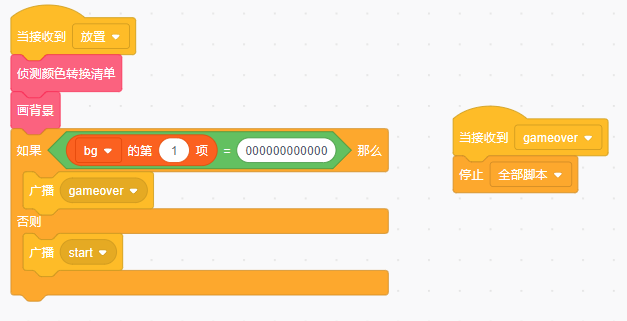 当接收到 放置
侦测颜色转换清单
画背景
如果 bg 的第 1 项 = 000000000000 那么
广播 gameover
否则
广播 start
当接收到 gameover
停止 全部脚本